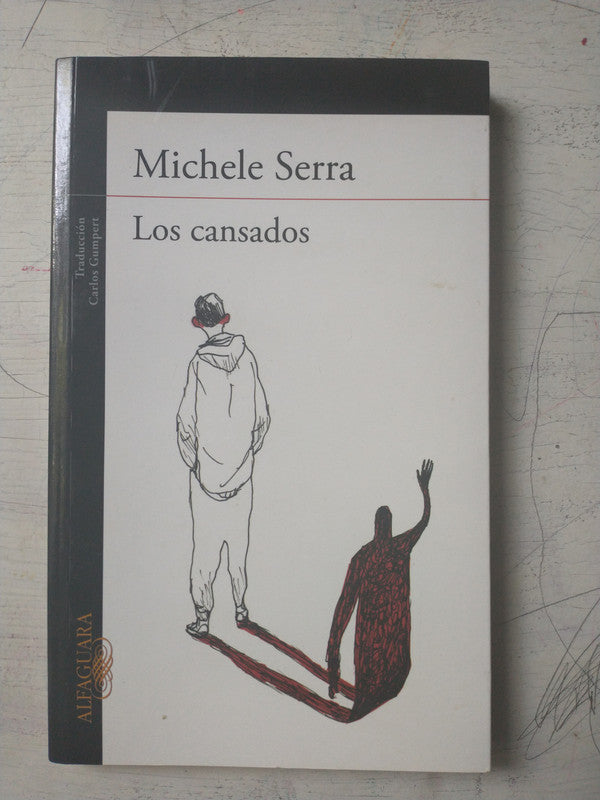 Michele Serra
Los cansados
Traducción
Carlos Gumpert
ALFAGUARA